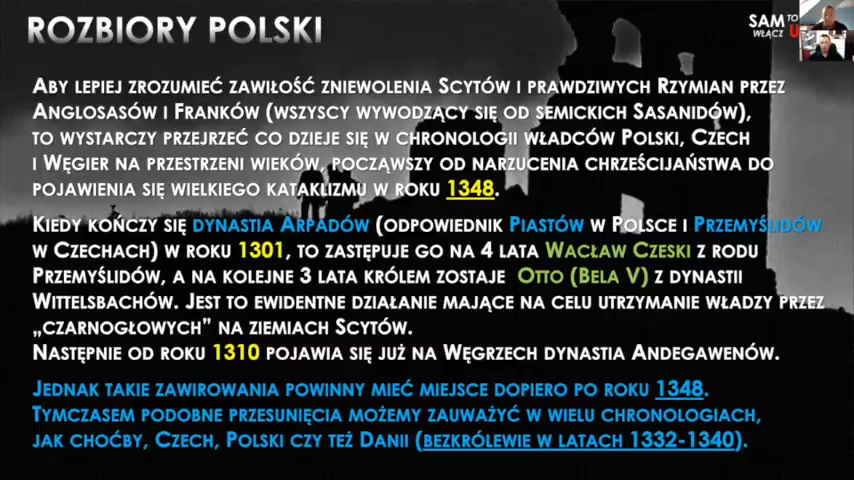 ROZBIORY POLSKI
SAM TO
WŁĄCZ U
ABY LEPIEJ ZROZUMIEĆ ZAWIŁOŚĆ ZNIEWOLENIA SCYTÓW I PRAWDZIWYCH RZYMIAN PRZEZ
ANGLOSASÓW I FRANKÓW (WSZYSCY WYWODZĄCY SIĘ OD SEMICKICH SASANIDÓW),
TO WYSTARCZY PRZEJRZEĆ CO DZIEJE SIĘ W CHRONOLOGII WŁADCÓW POLSKI, CZECH
I WĘGIER NA PRZESTRZENI WIEKÓW, POCZĄWSZY OD NARZUCENIA CHRZEŚCIJAŃSTWA DO
POJAWIENIA SIĘ WIELKIEGO KATAKLIZMU W ROKU 1348.
KIEDY KOŃCZY SIĘ DYNASTIA ARPADÓW (ODPOWIEDNIK PIASTÓW W POLSCE I PRZEMYŚLIDÓW
W CZECHACH) W ROKU 1301, TO ZASTĘPUJE GO NA 4 LATA WACŁAW CZESKI Z RODU
PRZEMYŚLIDÓW, A NA KOLEJNE 3 LATA KRÓLEM ZOSTAJE OTTO (BELA V) Z DYNASTII
WITTELSBACHÓW. JEST TO EWIDENTNE DZIAŁANIE MAJĄCE NA CELU UTRZYMANIE WŁADZY PRZEZ
„CZARNOGŁOWYCH” NA ZIEMIACH SCYTÓW.
NASTĘPNIE OD ROKU 1310 POJAWIA SIĘ JUŻ NA WĘGRZECH DYNASTIA ANDEGAWENÓW.
JEDNAK TAKIE ZAWIROWANIA POWINNY MIEĆ MIEJSCE DOPIERO PO ROKU 1348.
TYMCZASEM PODOBNE PRZESUNIĘCIA MOŻEMY ZAUWAŻYĆ W WIELU CHRONOLOGIACH,
JAK CHOĆBY, CZECH, POLSKI CZY TEŻ DANII (BEZKRÓLEWIE W LATACH 1332-1340).